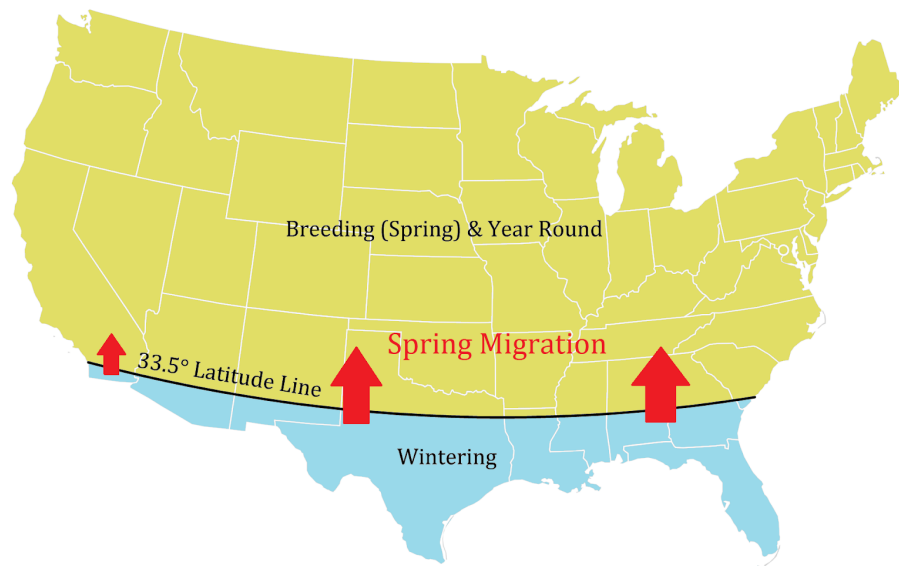 Breeding (Spring) & Year Round
Spring Migration
33.5° Latitude Line
Wintering